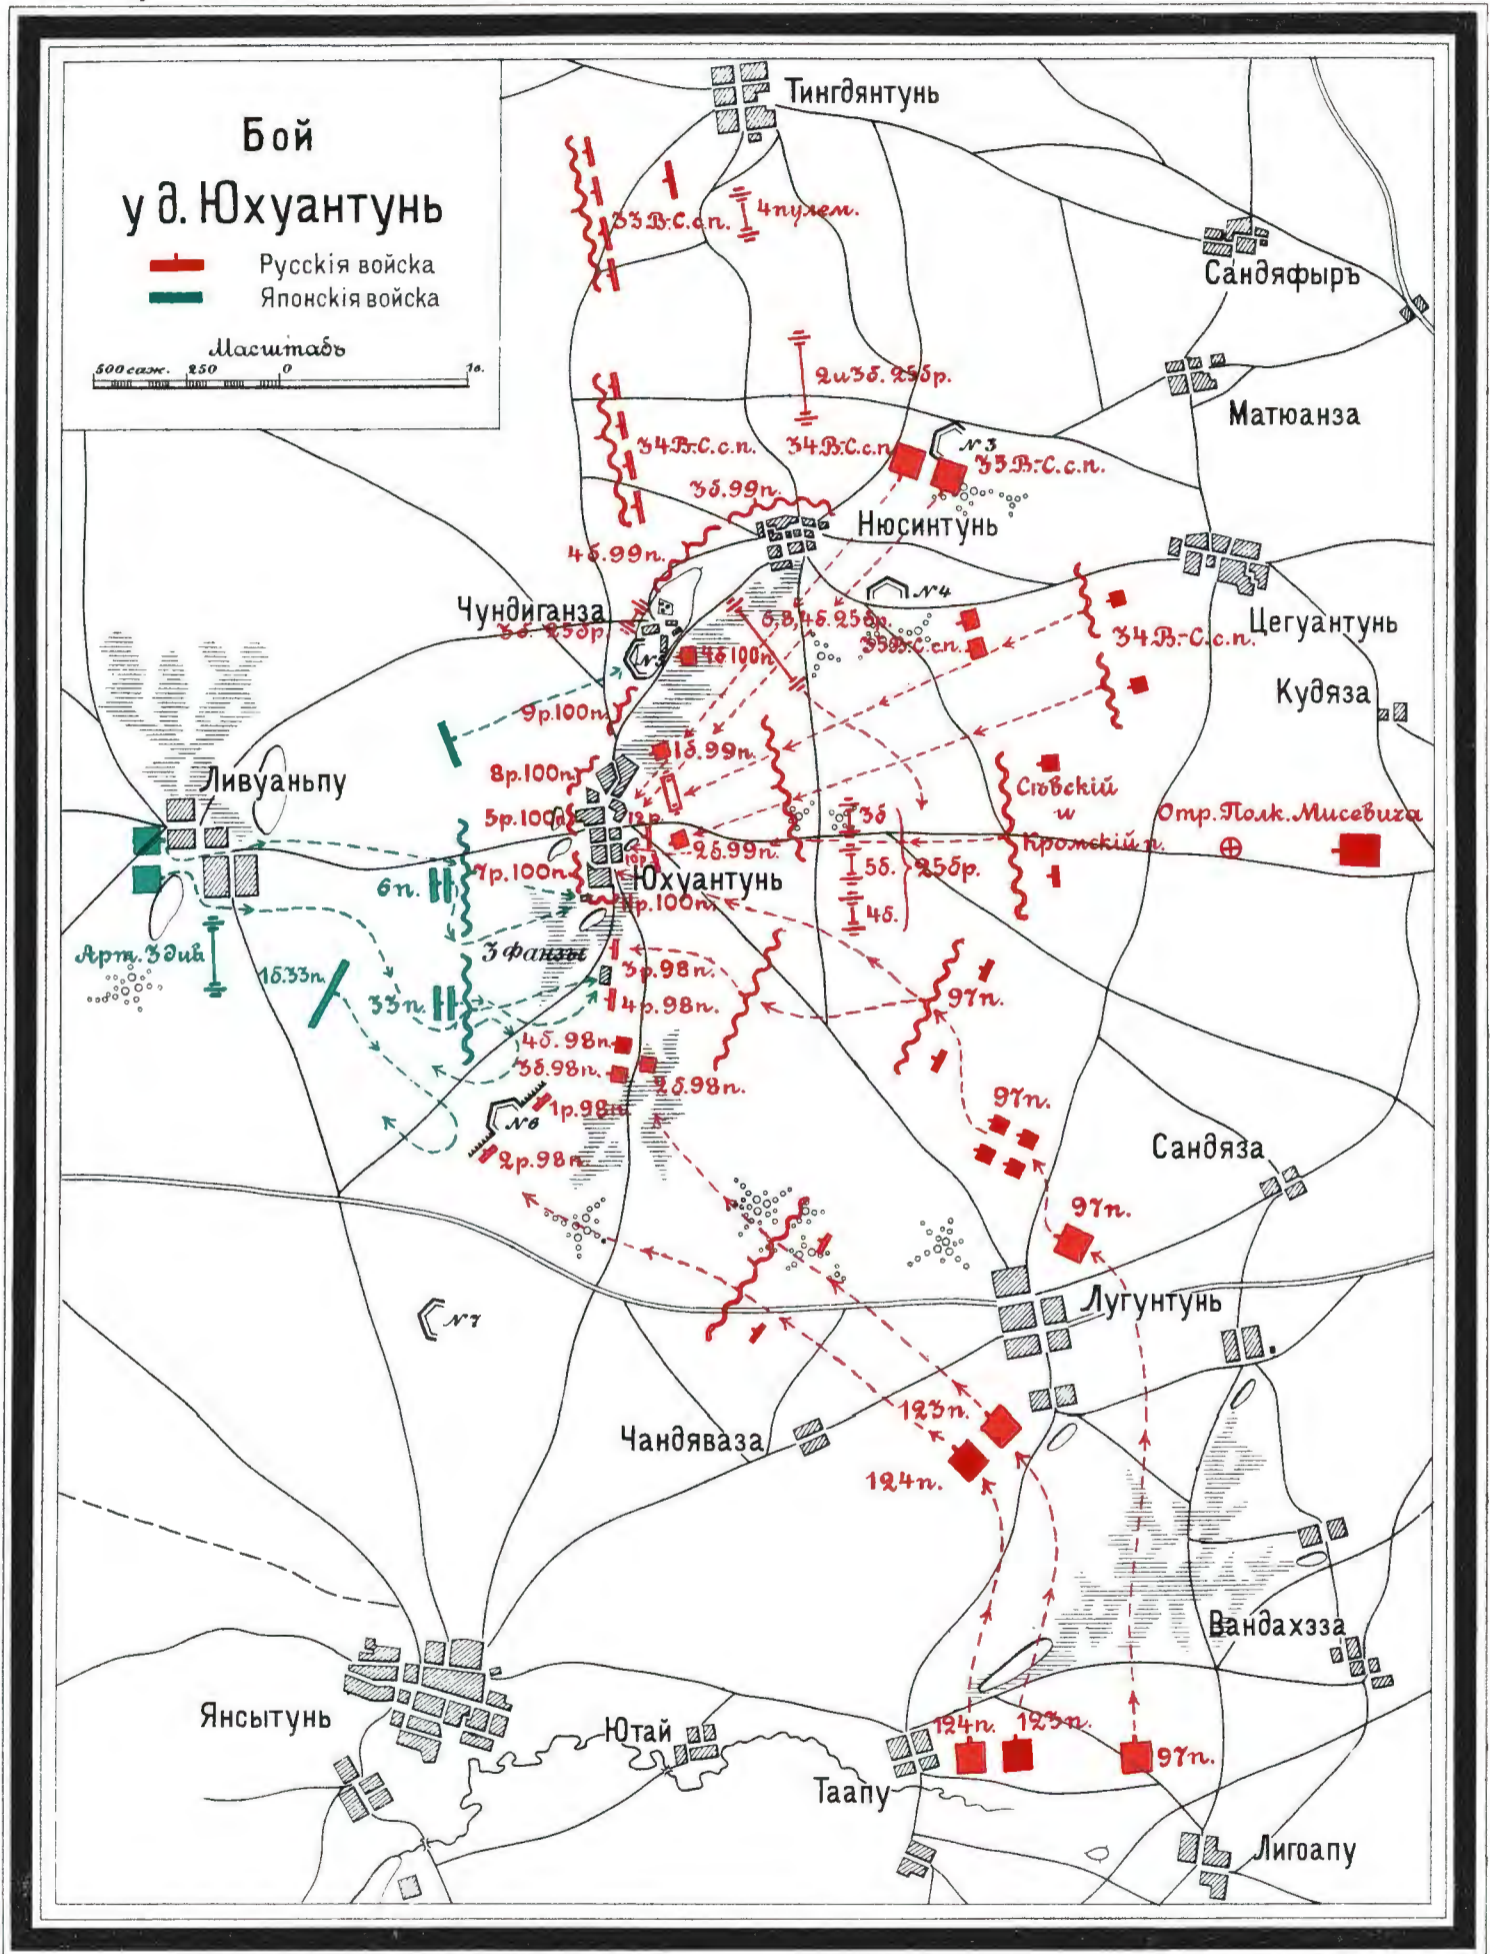 Бой
у д. Юхуантунь
Русскія войска
Японскія войска
Масштабъ
500 саж. 250 0 1в.
Тингдянтунь
33 В.-С.с.п.
4 пулем.
Сандяфыръ
2 и 3 б. 25 бр.
Матюанза
34 В.-С.с.п.
34 В.-С.с.п.
№ 3
35 В.-С.с.п.
3 б. 99 п.
Нюсинтунь
4 б. 99 п.
№ 4
Чундиганза
3 б. 25 бр.
6, 8, 4 б. 25 бр.
35 В.-С.с.п.
34 В.-С.с.п.
Цегуантунь
4 б 100 п.
Кудяза
9 р. 100 п.
1 б. 99 п.
8 р. 100 п.
Ливуаньпу
Сѣвскій
и
Кромскій п.
Отр. Полк. Мисевича
5 р. 100 п.
12 р.
3 б
2 б. 99 п.
5 б.
25 бр.
4 б.
7 р. 100 п.
Юхуантунь
6 п.
100 п.
3 фанзы
Арт. 3 див
1 б. 33 п.
33 п.
3 р. 98 п.
4 р. 98 п.
97 п.
4 б. 98 п.
3 б. 98 п.
2 б. 98 п.
1 р. 98 п.
№ 6
2 р. 98 п.
97 п.
Сандяза
97 п.
№ 7
Лугунтунь
Чандяваза
123 п.
124 п.
Вандахэза
Янсытунь
Ютай
124 п.
123 п.
97 п.
Таапу
Лигоапу